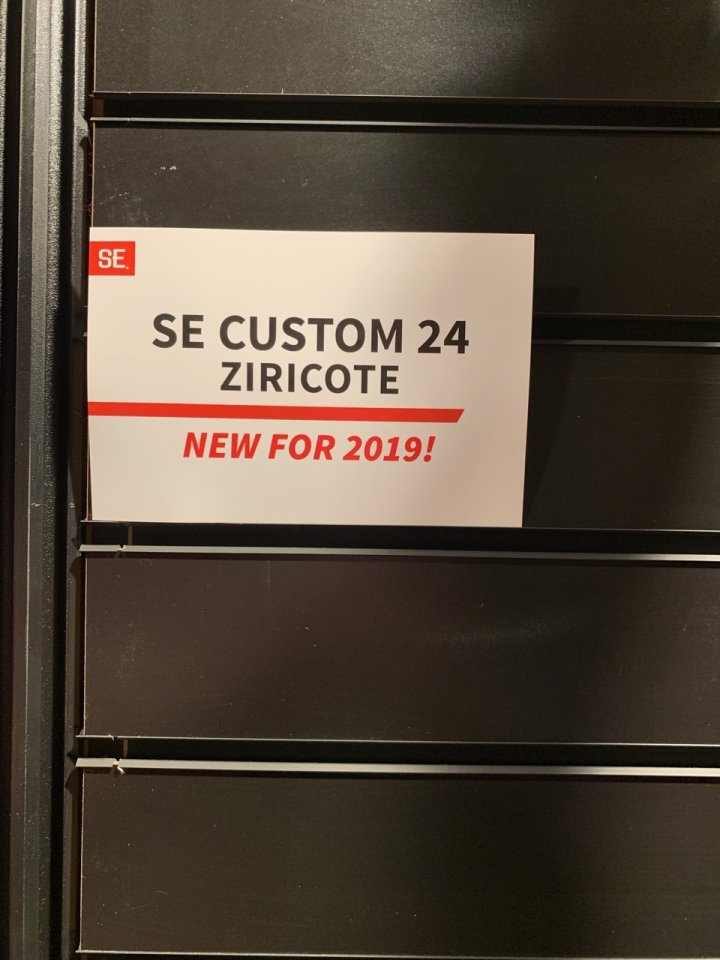 SE
SE CUSTOM 24
ZIRICOTE
NEW FOR 2019!